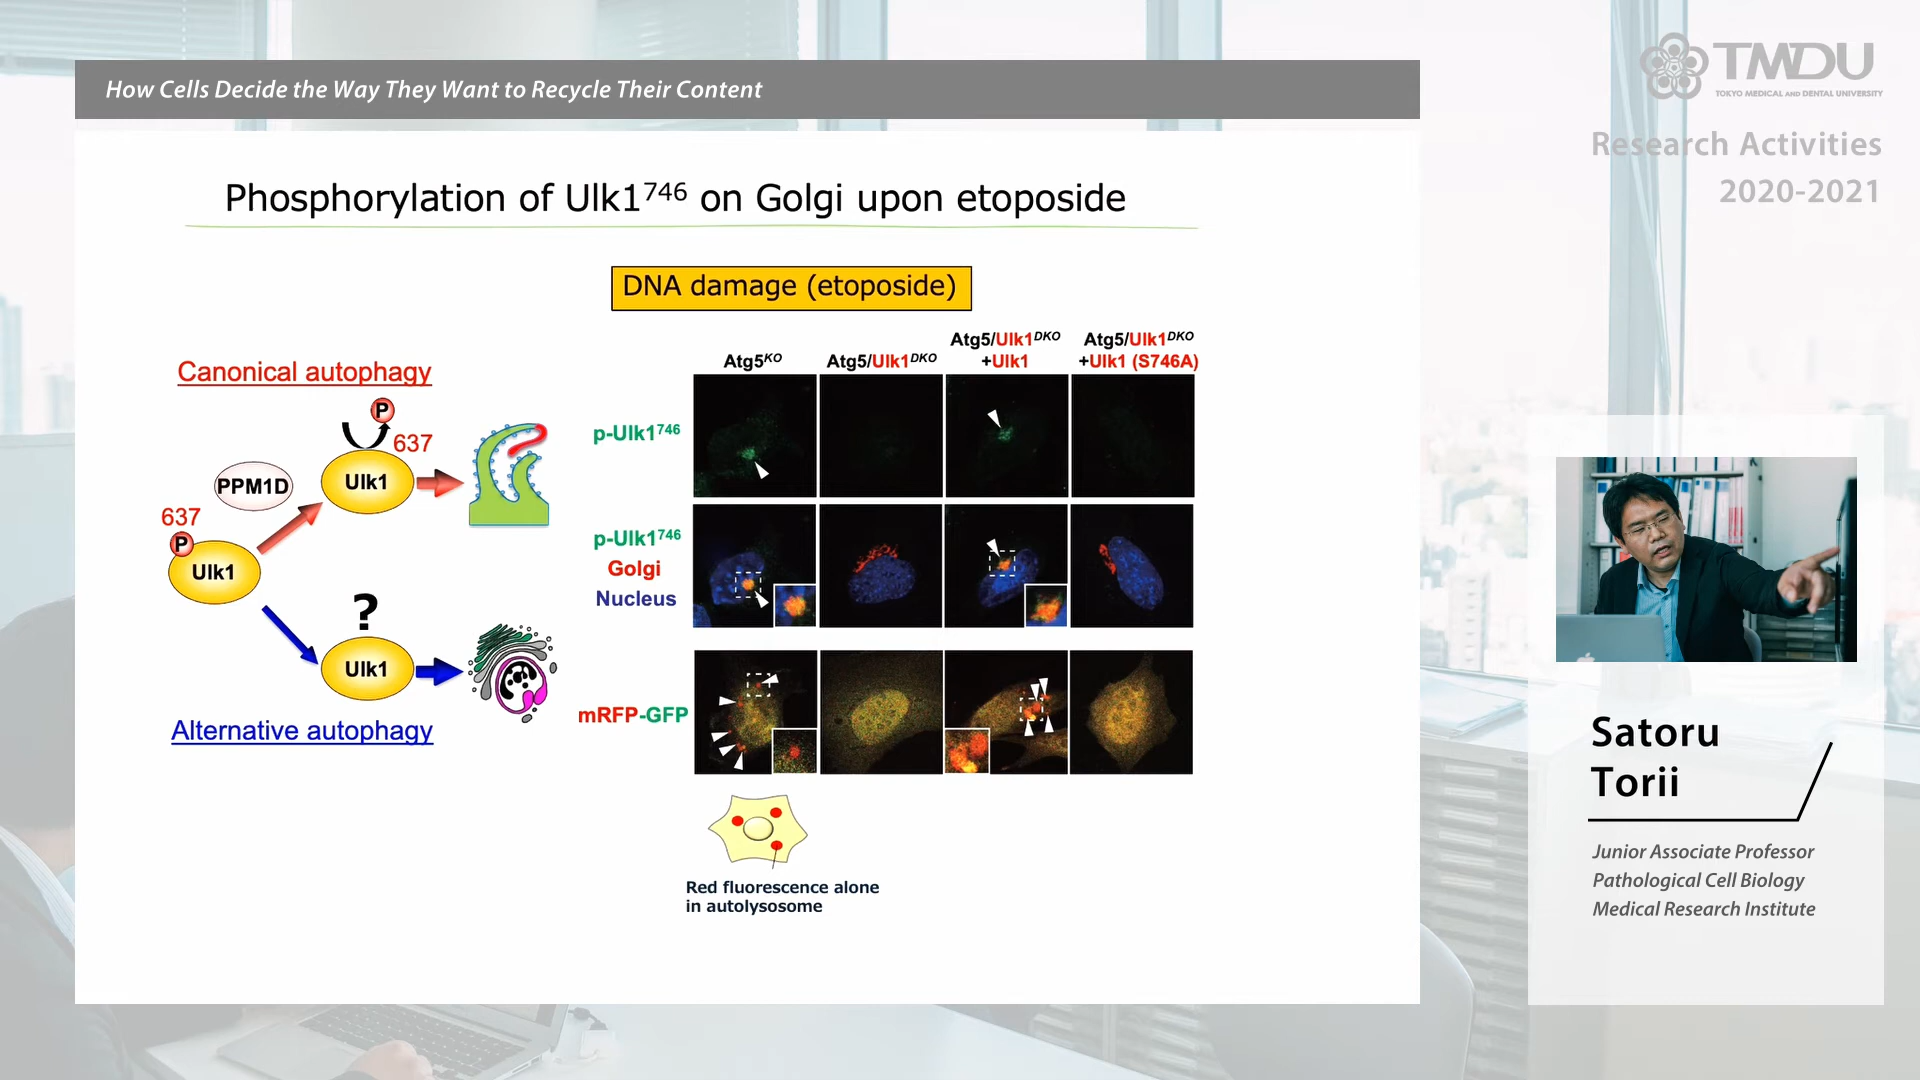 How Cells Decide the Way They Want to Recycle Their Content
TMDU
TOKYO MEDICAL AND DENTAL UNIVERSITY
Research Activities
2020-2021
Phosphorylation of Ulk1⁷⁴⁶ on Golgi upon etoposide
DNA damage (etoposide)
Canonical autophagy
P
637
Ulk1
PPM1D
637
P
Ulk1
?
Ulk1
Alternative autophagy
Atg5ᴷᴼ
Atg5/Ulk1ᴰᴷᴼ
Atg5/Ulk1ᴰᴷᴼ
+Ulk1
Atg5/Ulk1ᴰᴷᴼ
+Ulk1 (S746A)
p-Ulk1⁷⁴⁶
p-Ulk1⁷⁴⁶
Golgi
Nucleus
mRFP-GFP
Red fluorescence alone
in autolysosome
Satoru
Torii
Junior Associate Professor
Pathological Cell Biology
Medical Research Institute